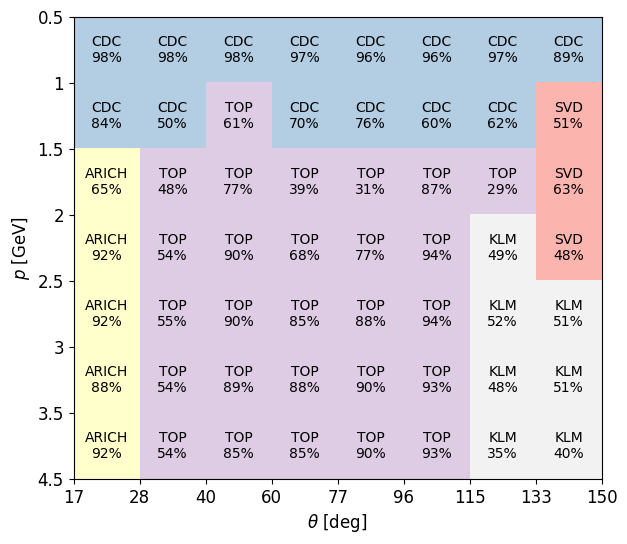 0.5
CDC CDC CDC CDC CDC CDC CDC CDC
98% 98% 98% 97% 96% 96% 97% 89%
1
CDC CDC TOP CDC CDC CDC CDC SVD
84% 50% 61% 70% 76% 60% 62% 51%
1.5
ARICH TOP TOP TOP TOP TOP TOP SVD
65% 48% 77% 39% 31% 87% 29% 63%
2
ARICH TOP TOP TOP TOP TOP KLM SVD
92% 54% 90% 68% 77% 94% 49% 48%
p [GeV]
2.5
ARICH TOP TOP TOP TOP TOP KLM KLM
92% 55% 90% 85% 88% 94% 52% 51%
3
ARICH TOP TOP TOP TOP TOP KLM KLM
88% 54% 89% 88% 90% 93% 48% 51%
3.5
ARICH TOP TOP TOP TOP TOP KLM KLM
92% 54% 85% 85% 90% 93% 35% 40%
4.5
17 28 40 60 77 96 115 133 150
θ [deg]